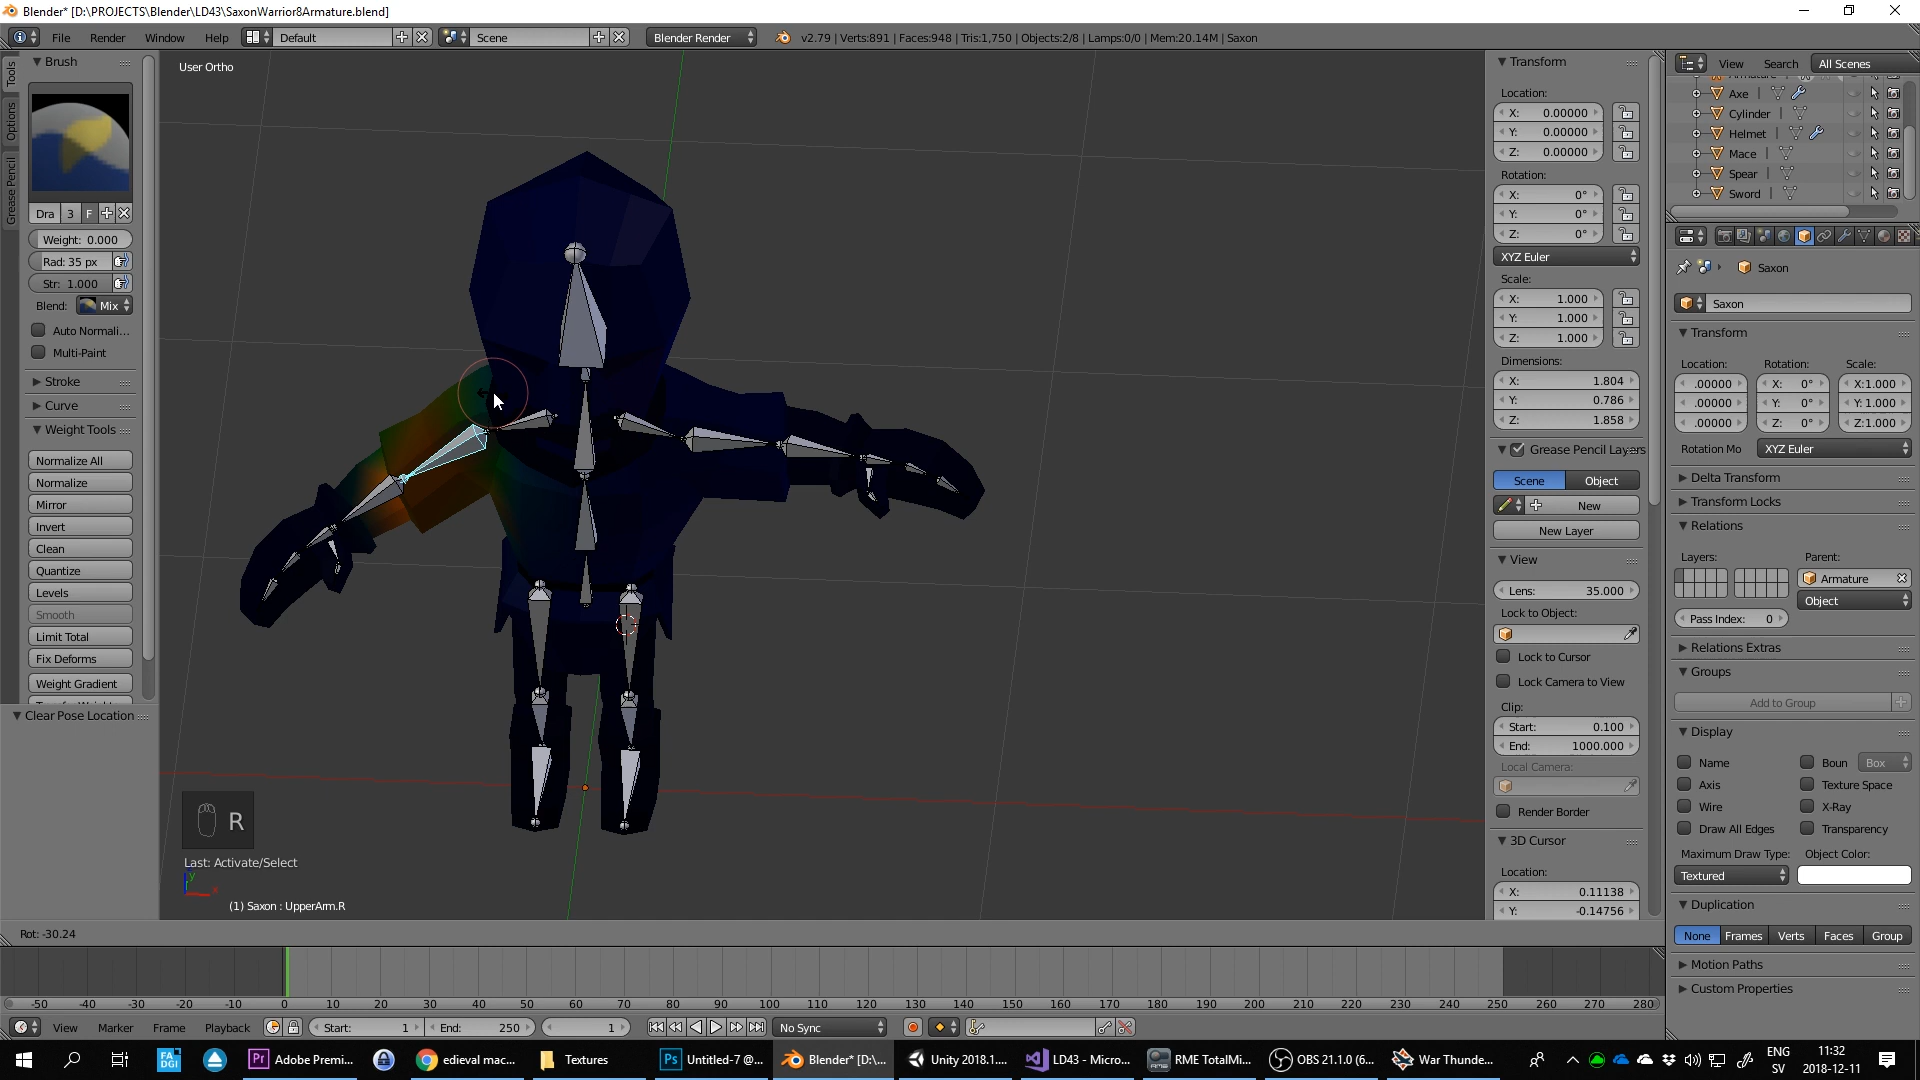 Blender* [D:\PROJECTS\Blender\LD43\SaxonWarrior8Armature.blend]
File Render Window Help Default Scene Blender Render v2.79 | Verts:891 | Faces:948 | Tris:1,750 | Objects:2/8 | Lamps:0/0 | Mem:20.14M | Saxon
Tools
Options
Grease Pencil
Brush
Dra 3 F
Weight: 0.000
Rad: 35 px
Str: 1.000
Blend: Mix
Auto Normali...
Multi-Paint
Stroke
Curve
Weight Tools
Normalize All
Normalize
Mirror
Invert
Clean
Quantize
Levels
Smooth
Limit Total
Fix Deforms
Weight Gradient
Clear Pose Location
User Ortho
R
Last: Activate/Select
y
x
(1) Saxon : UpperArm.R
Transform
Location:
X: 0.00000
Y: 0.00000
Z: 0.00000
Rotation:
X: 0°
Y: 0°
Z: 0°
XYZ Euler
Scale:
X: 1.000
Y: 1.000
Z: 1.000
Dimensions:
X: 1.804
Y: 0.786
Z: 1.858
Grease Pencil Layers
Scene Object
New
New Layer
View
Lens: 35.000
Lock to Object:
Lock to Cursor
Lock Camera to View
Clip:
Start: 0.100
End: 1000.000
Local Camera:
Render Border
3D Cursor
Location:
X: 0.11138
Y: -0.14756
View Search All Scenes
Axe
Cylinder
Helmet
Mace
Spear
Sword
Saxon
Saxon
Transform
Location: Rotation: Scale:
.00000 X: 0° X:1.000
.00000 Y: 0° Y: 1.000
.00000 Z: 0° Z:1.000
Rotation Mo XYZ Euler
Delta Transform
Transform Locks
Relations
Layers: Parent:
Armature
Object
Pass Index: 0
Relations Extras
Groups
Add to Group
Display
Name Boun Box
Axis Texture Space
Wire X-Ray
Draw All Edges Transparency
Maximum Draw Type: Object Color:
Textured
Duplication
None Frames Verts Faces Group
Motion Paths
Custom Properties
Rot: -30.24
-50 -40 -30 -20 -10 0 10 20 30 40 50 60 70 80 90 100 110 120 130 140 150 160 170 180 190 200 210 220 230 240 250 260 270 280
View Marker Frame Playback Start: 1 End: 250 1 No Sync
Adobe Premi... edieval mac... Textures Untitled-7 @... Blender* [D:\... Unity 2018.1.... LD43 - Micro... RME TotalMi... OBS 21.1.0 (6... War Thunde...
ENG
SV
11:32
2018-12-11